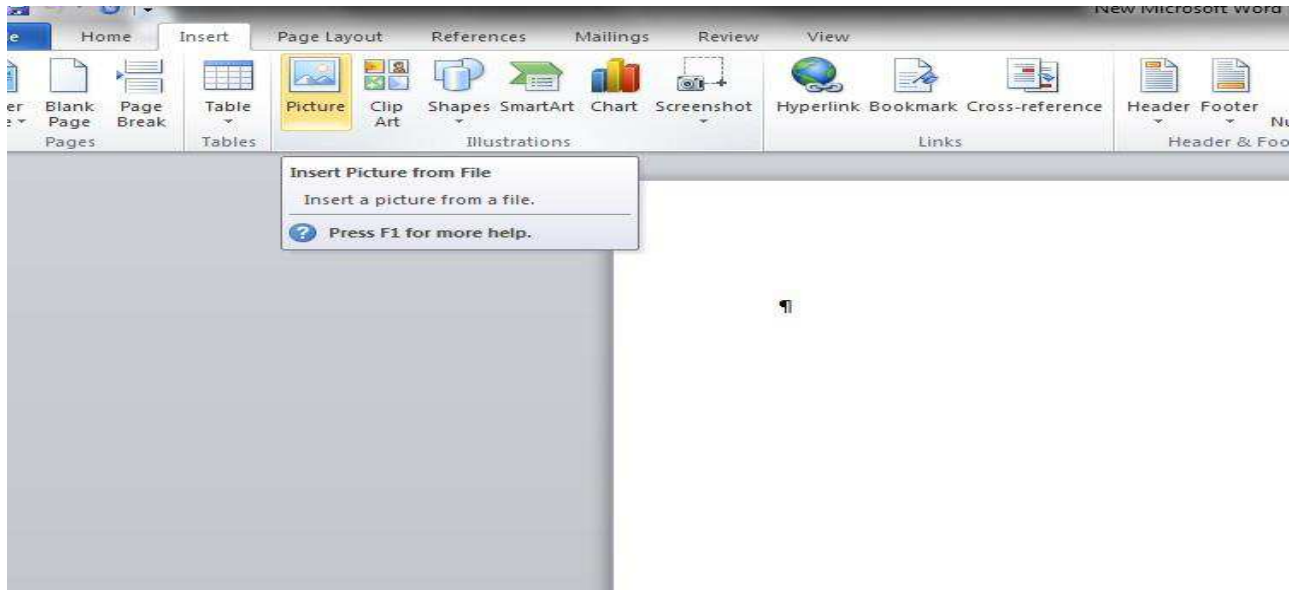 New Microsoft Word
e Home Insert Page Layout References Mailings Review View
er Blank Page Table Picture Clip Shapes SmartArt Chart Screenshot Hyperlink Bookmark Cross-reference Header Footer
e Page Break Art Nu
Pages Tables Illustrations Links Header & Foo
Insert Picture from File
Insert a picture from a file.
Press F1 for more help.
¶